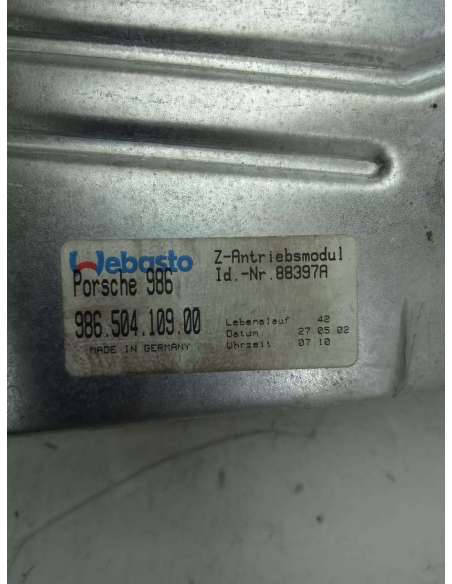 Webasto
Z-Antriebsmodul
Porsche 986
Id.-Nr.88397A
986.504.109.00
Lebenslauf 42
Datum 27 05 02
MADE IN GERMANY
Uhrzeit 07 10